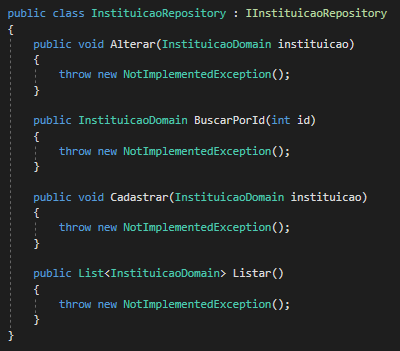 public class InstituicaoRepository : IInstituicaoRepository
{
public void Alterar(InstituicaoDomain instituicao)
{
throw new NotImplementedException();
}
public InstituicaoDomain BuscarPorId(int id)
{
throw new NotImplementedException();
}
public void Cadastrar(InstituicaoDomain instituicao)
{
throw new NotImplementedException();
}
public List<InstituicaoDomain> Listar()
{
throw new NotImplementedException();
}
}